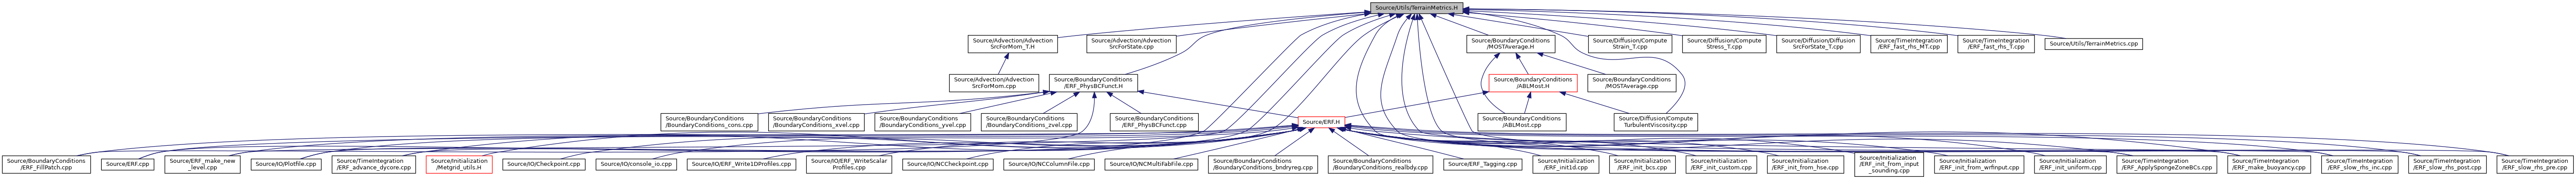 Source/Utils/TerrainMetrics.H
Source/Advection/Advection
SrcForMom_T.H
Source/Advection/Advection
SrcForState.cpp
Source/BoundaryConditions
/MOSTAverage.H
Source/Diffusion/Compute
Strain_T.cpp
Source/Diffusion/Compute
Stress_T.cpp
Source/Diffusion/Diffusion
SrcForState_T.cpp
Source/TimeIntegration
/ERF_fast_rhs_MT.cpp
Source/TimeIntegration
/ERF_fast_rhs_T.cpp
Source/Utils/TerrainMetrics.cpp
Source/Advection/Advection
SrcForMom.cpp
Source/BoundaryConditions
/ERF_PhysBCFunct.H
Source/BoundaryConditions
/ABLMost.H
Source/BoundaryConditions
/MOSTAverage.cpp
Source/BoundaryConditions
/BoundaryConditions_cons.cpp
Source/BoundaryConditions
/BoundaryConditions_xvel.cpp
Source/BoundaryConditions
/BoundaryConditions_yvel.cpp
Source/BoundaryConditions
/BoundaryConditions_zvel.cpp
Source/BoundaryConditions
/ERF_PhysBCFunct.cpp
Source/ERF.H
Source/BoundaryConditions
/ABLMost.cpp
Source/Diffusion/Compute
TurbulentViscosity.cpp
Source/BoundaryConditions
/ERF_FillPatch.cpp
Source/ERF.cpp
Source/ERF_make_new
_level.cpp
Source/IO/Plotfile.cpp
Source/TimeIntegration
/ERF_advance_dycore.cpp
Source/Initialization
/Metgrid_utils.H
Source/IO/Checkpoint.cpp
Source/IO/console_io.cpp
Source/IO/ERF_Write1DProfiles.cpp
Source/IO/ERF_WriteScalar
Profiles.cpp
Source/IO/NCCheckpoint.cpp
Source/IO/NCColumnFile.cpp
Source/IO/NCMultiFabFile.cpp
Source/BoundaryConditions
/BoundaryConditions_bndryreg.cpp
Source/BoundaryConditions
/BoundaryConditions_realbdy.cpp
Source/ERF_Tagging.cpp
Source/Initialization
/ERF_init1d.cpp
Source/Initialization
/ERF_init_bcs.cpp
Source/Initialization
/ERF_init_custom.cpp
Source/Initialization
/ERF_init_from_hse.cpp
Source/Initialization
/ERF_init_from_input
_sounding.cpp
Source/Initialization
/ERF_init_from_wrfinput.cpp
Source/Initialization
/ERF_init_uniform.cpp
Source/TimeIntegration
/ERF_ApplySpongeZoneBCs.cpp
Source/TimeIntegration
/ERF_make_buoyancy.cpp
Source/TimeIntegration
/ERF_slow_rhs_inc.cpp
Source/TimeIntegration
/ERF_slow_rhs_post.cpp
Source/TimeIntegration
/ERF_slow_rhs_pre.cpp